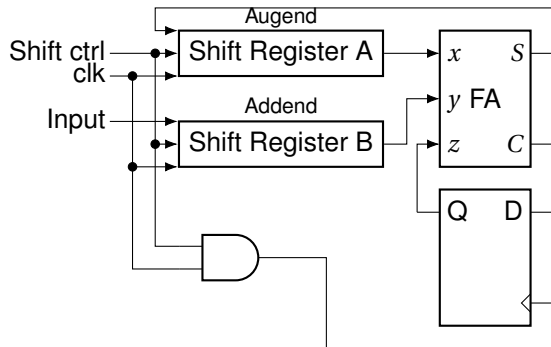 Augend
Shift ctrl
Shift Register A
x
S
clk
Addend
y
FA
Input
Shift Register B
z
C
Q
D